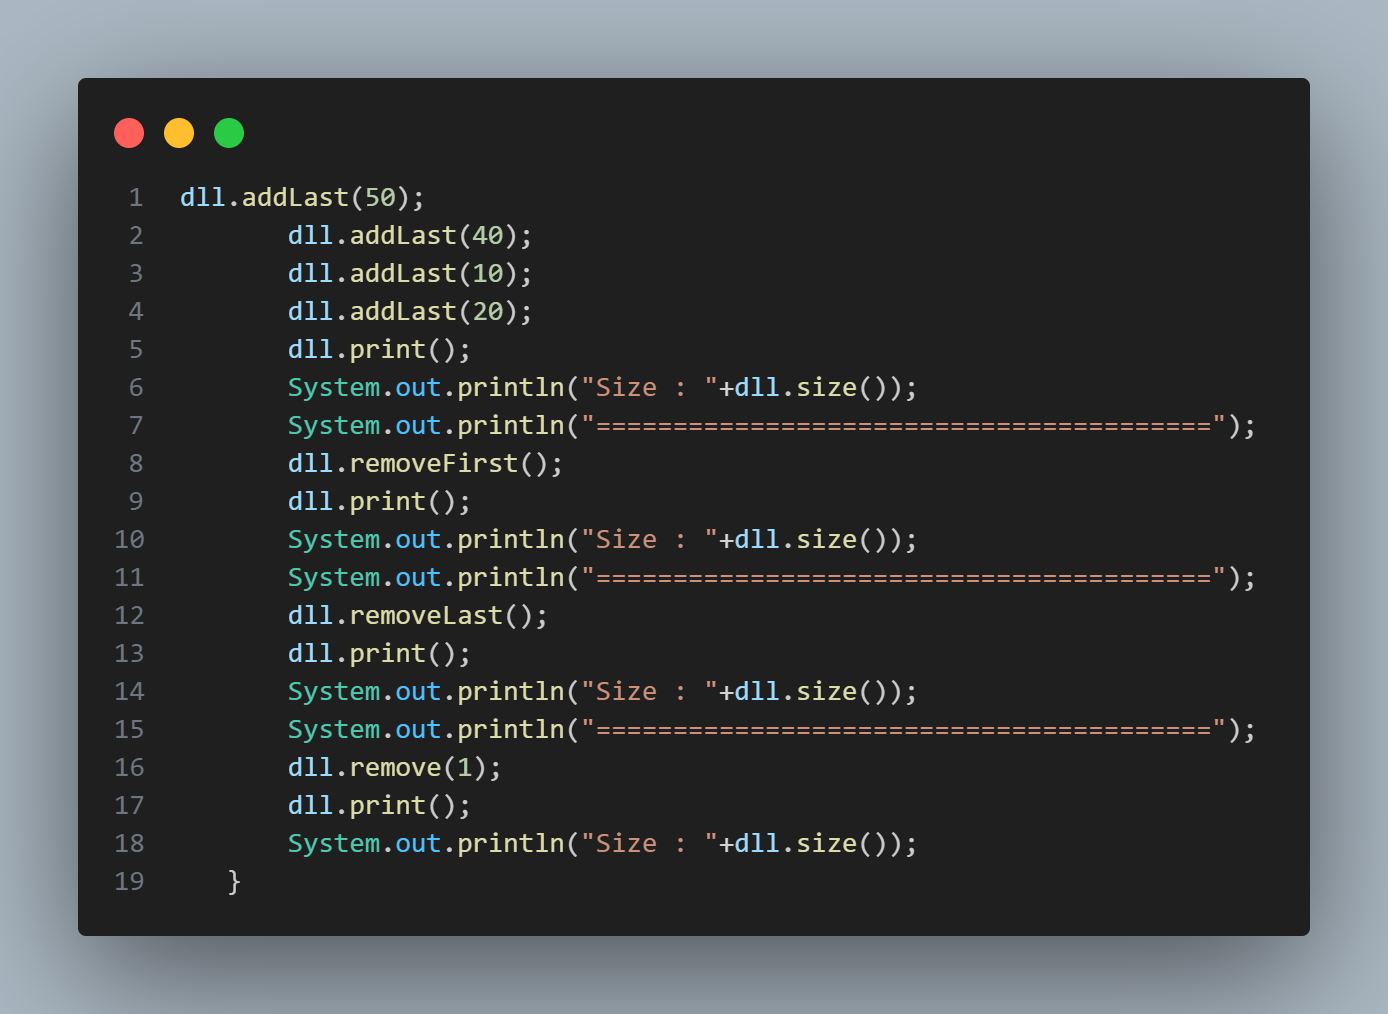 1 dll.addLast(50);
2         dll.addLast(40);
3         dll.addLast(10);
4         dll.addLast(20);
5         dll.print();
6         System.out.println("Size : "+dll.size());
7         System.out.println("========================================");
8         dll.removeFirst();
9         dll.print();
10         System.out.println("Size : "+dll.size());
11         System.out.println("========================================");
12         dll.removeLast();
13         dll.print();
14         System.out.println("Size : "+dll.size());
15         System.out.println("========================================");
16         dll.remove(1);
17         dll.print();
18         System.out.println("Size : "+dll.size());
19     }